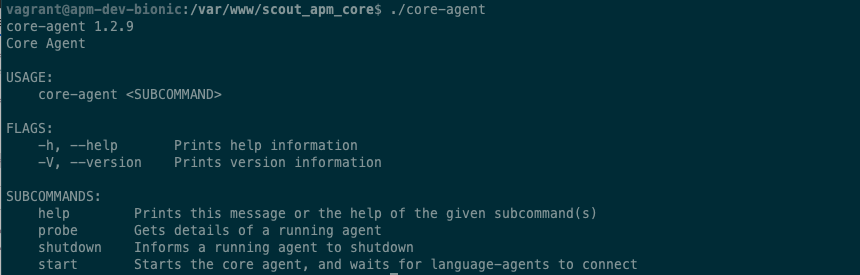 vagrant@apm-dev-bionic:/var/www/scout_apm_core$ ./core-agent
core-agent 1.2.9
Core Agent

USAGE:
    core-agent <SUBCOMMAND>

FLAGS:
    -h, --help       Prints help information
    -V, --version    Prints version information

SUBCOMMANDS:
    help        Prints this message or the help of the given subcommand(s)
    probe       Gets details of a running agent
    shutdown    Informs a running agent to shutdown
    start       Starts the core agent, and waits for language-agents to connect